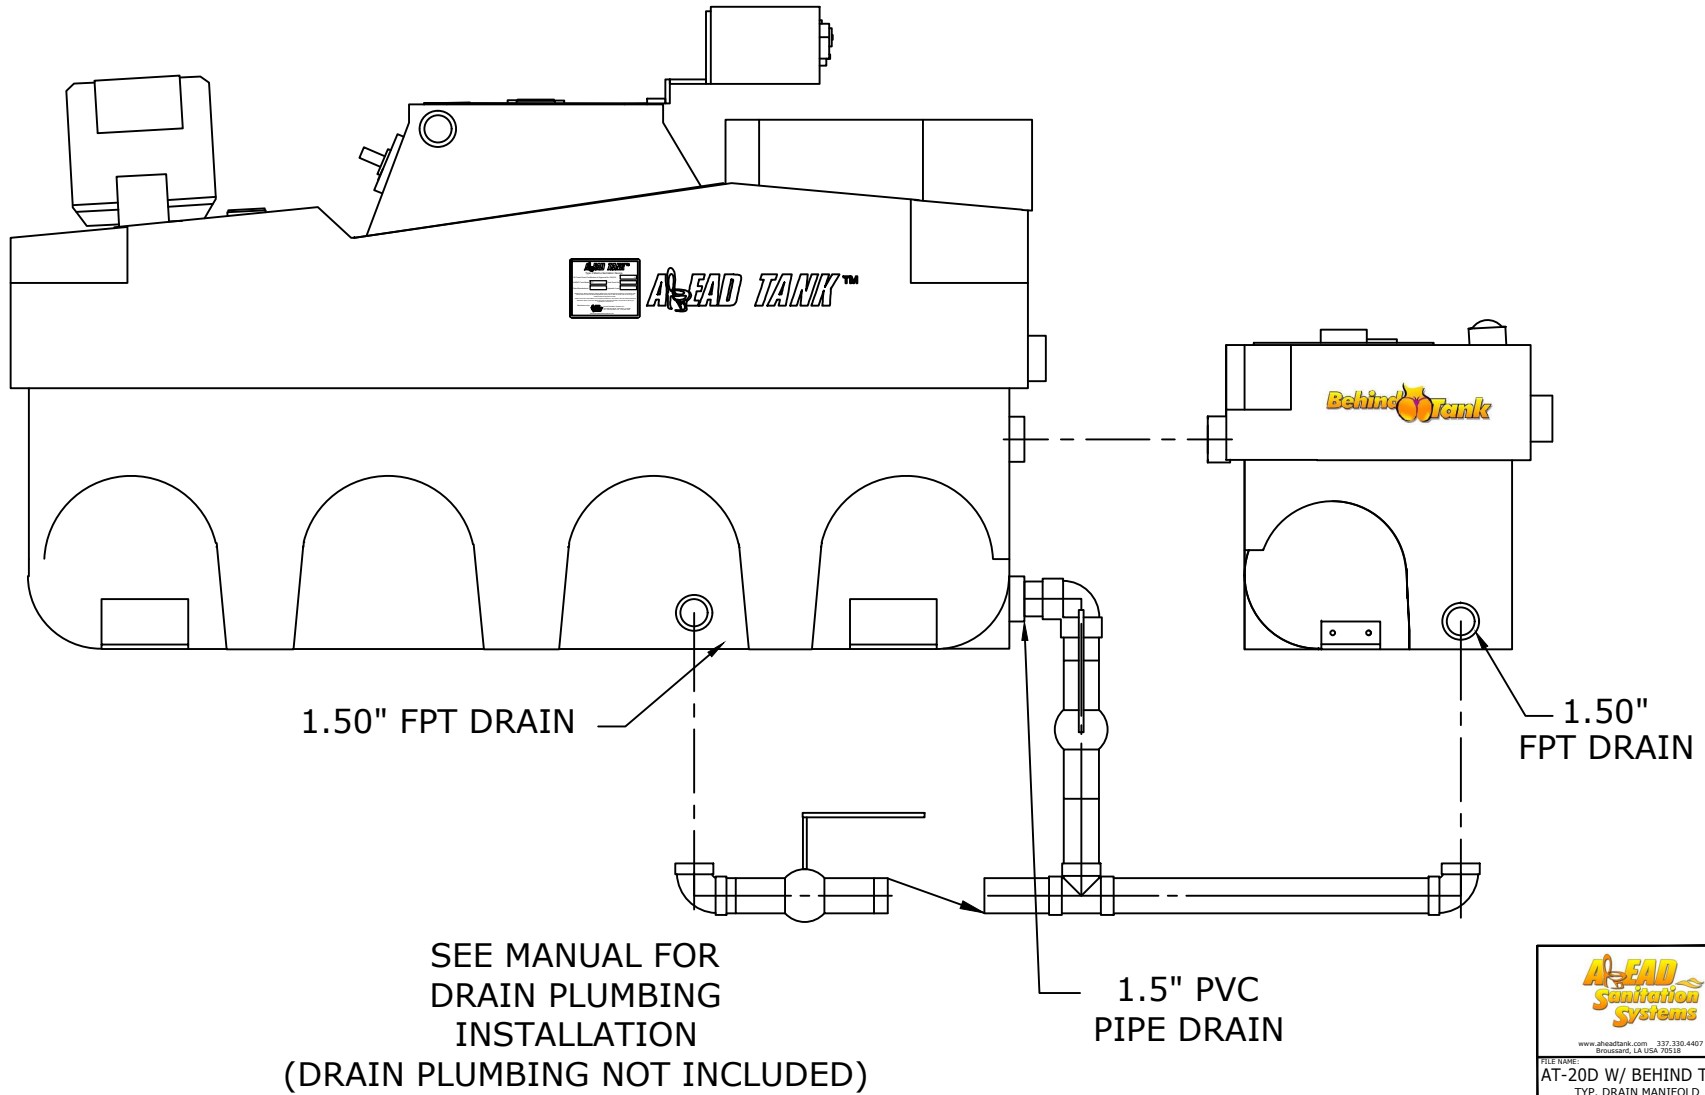 AHEAD TANK™
AHEAD TANK™
Behind Tank
1.50" FPT DRAIN
1.50"
FPT DRAIN
SEE MANUAL FOR
DRAIN PLUMBING
INSTALLATION
(DRAIN PLUMBING NOT INCLUDED)
1.5" PVC
PIPE DRAIN
AHEAD
Sanitation
Systems
www.aheadtank.com 337.330.4407
Broussard, LA USA 70518
FILE NAME:
AT-20D W/ BEHIND T
TYP. DRAIN MANIFOLD